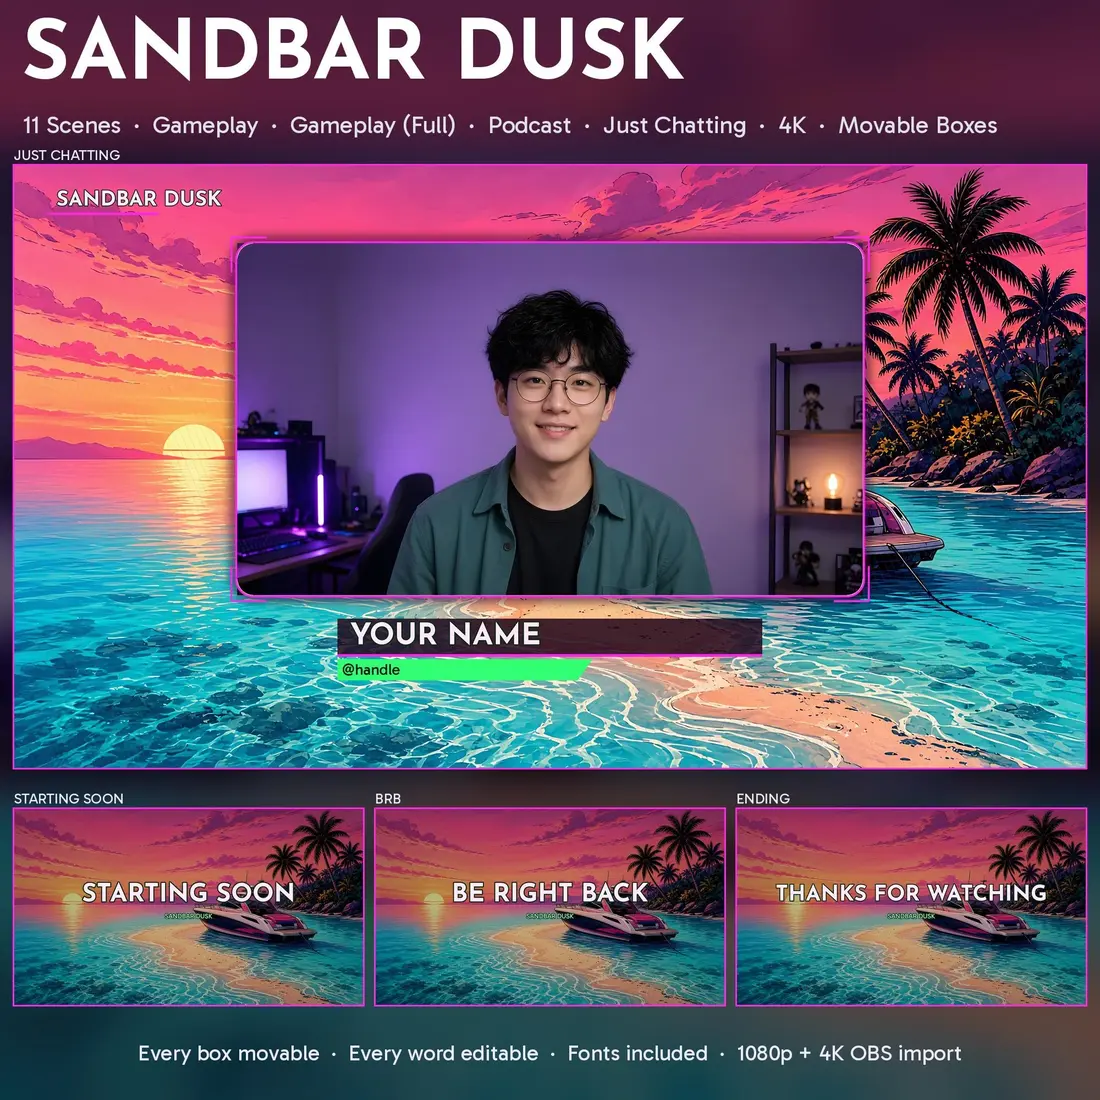 SANDBAR DUSK
11 Scenes · Gameplay · Gameplay (Full) · Podcast · Just Chatting · 4K · Movable Boxes
JUST CHATTING
SANDBAR DUSK
YOUR NAME
@handle
STARTING SOON
BRB
ENDING
STARTING SOON
SANDBAR DUSK
BE RIGHT BACK
SANDBAR DUSK
THANKS FOR WATCHING
SANDBAR DUSK
Every box movable · Every word editable · Fonts included · 1080p + 4K OBS import